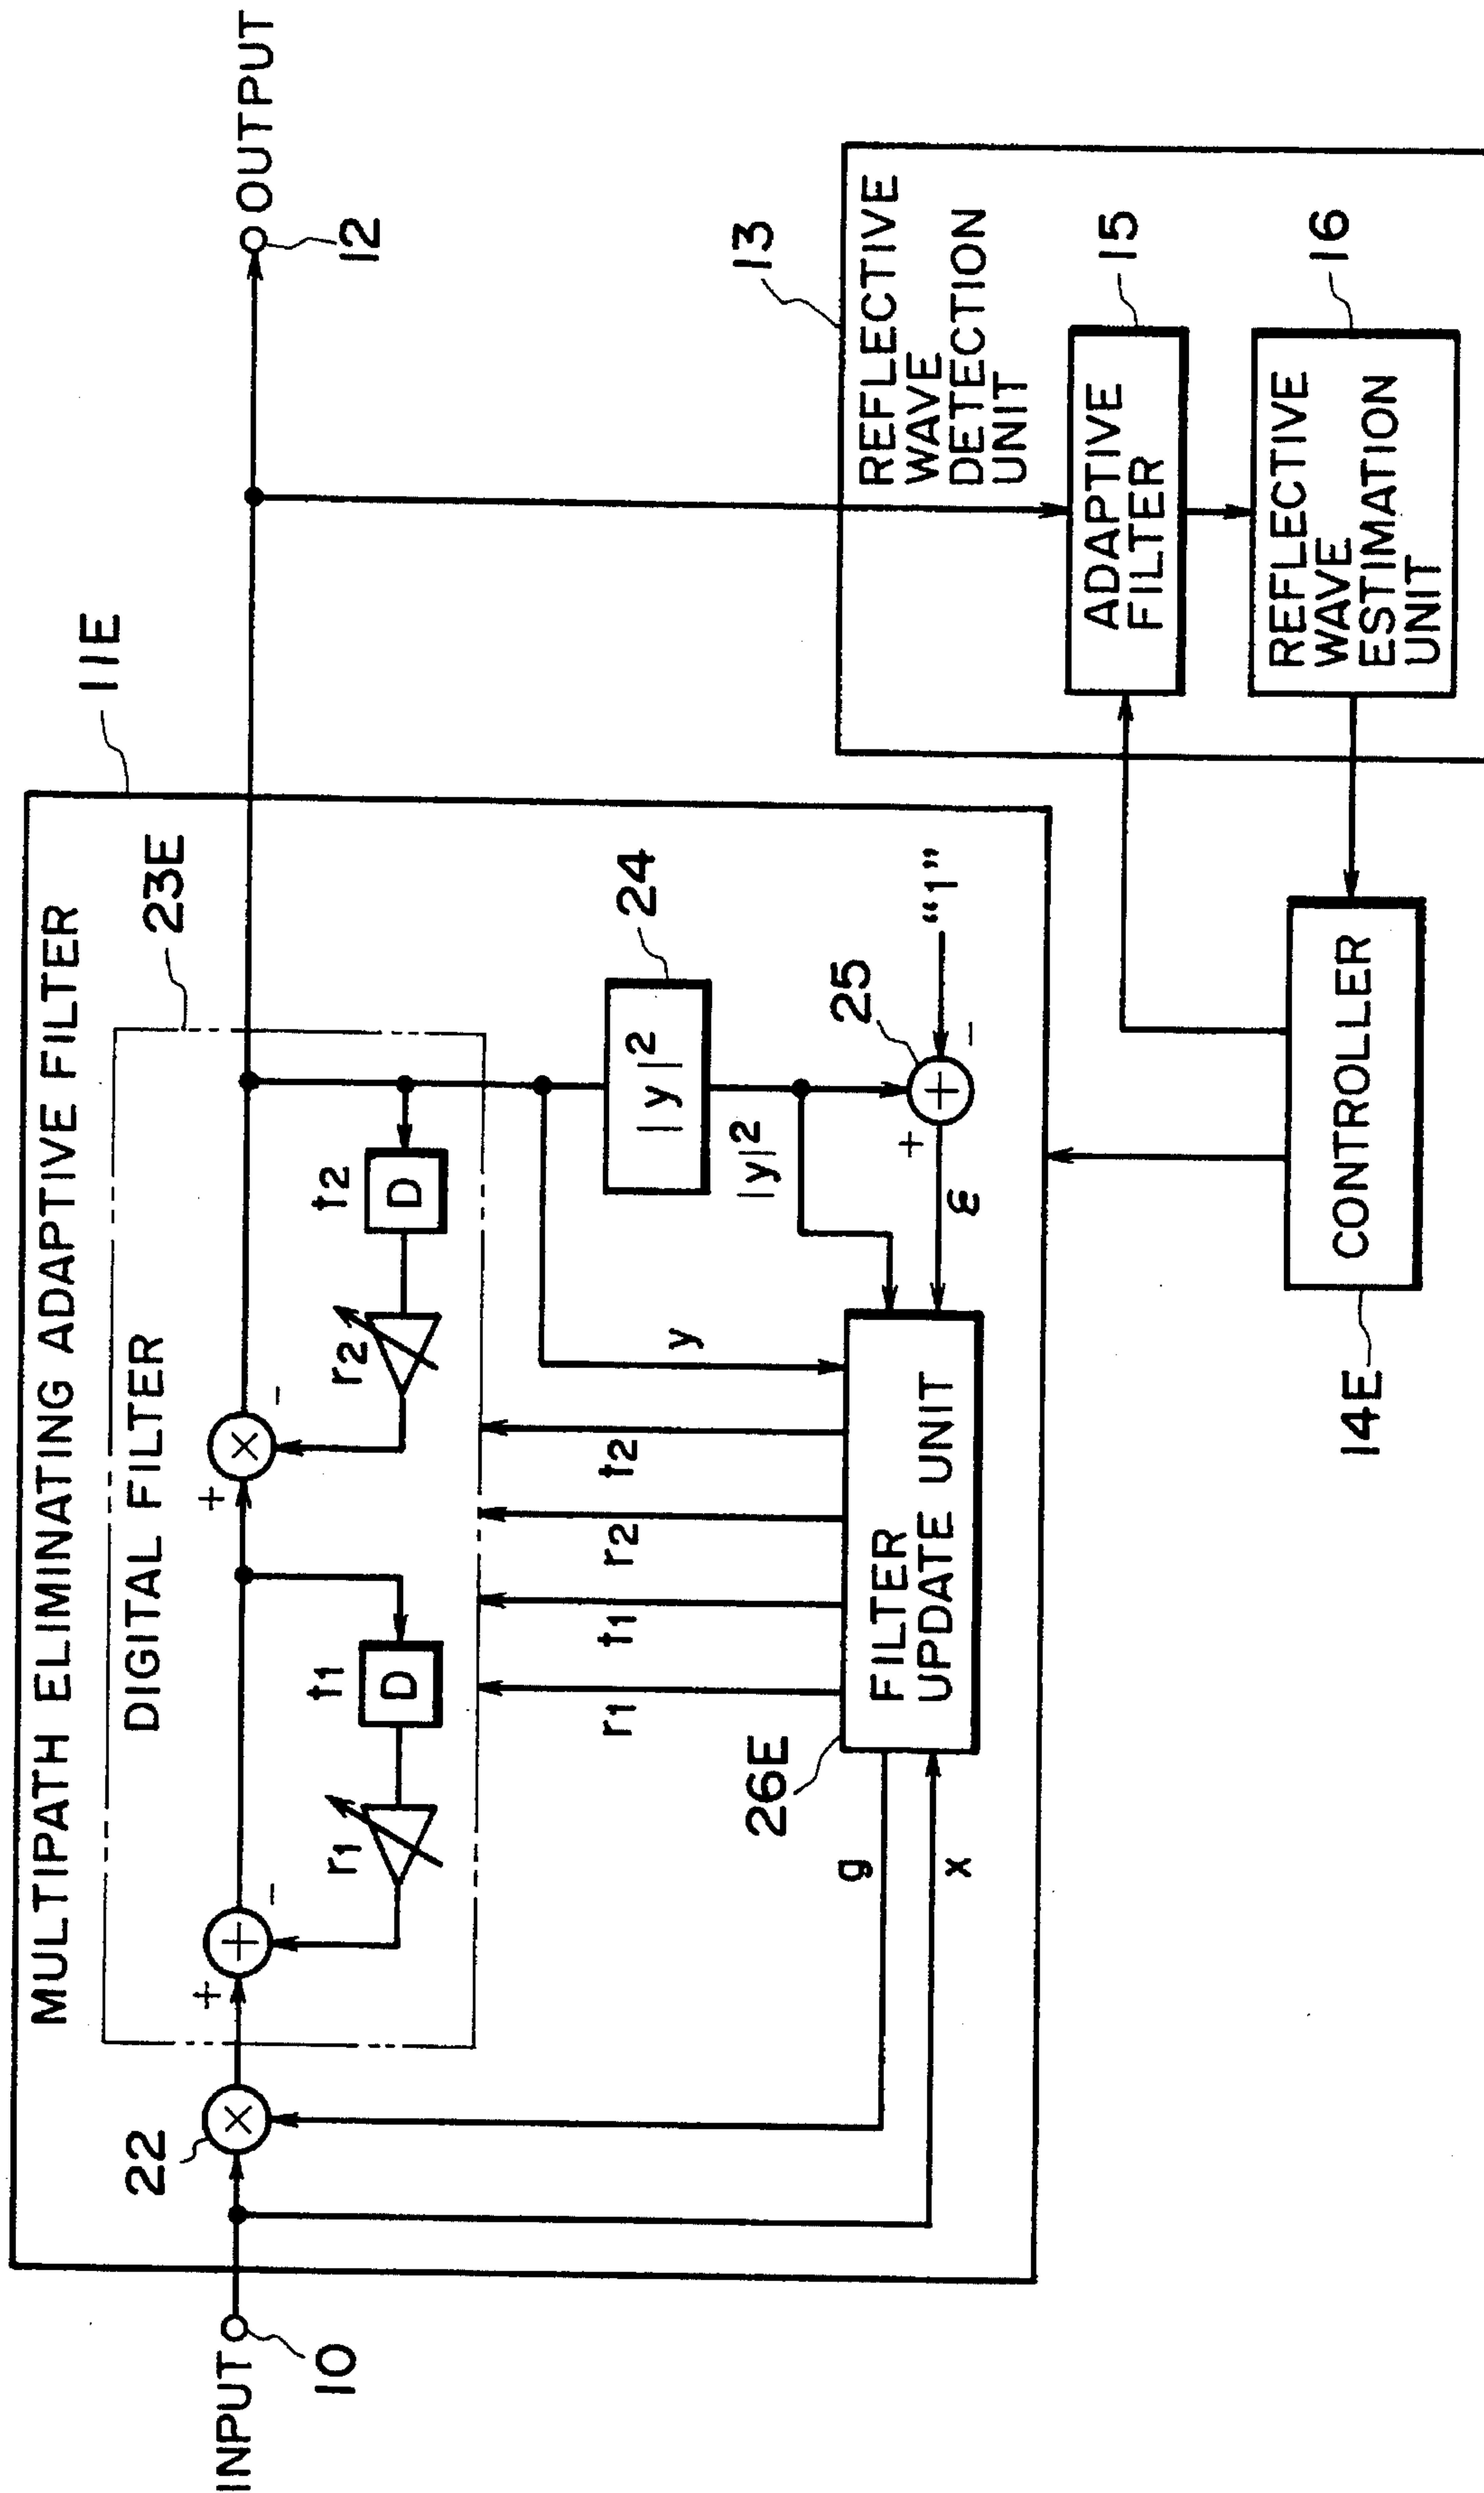 11E
MULTIPATH ELIMINATING ADAPTIVE FILTER
23E
DIGITAL FILTER
INPUT
10
22
×
+
+
-
r1
D
t1
+
×
-
r2
D
t2
OUTPUT
12
r1
t1
r2
t2
y
|y|2
24
|y|2
25
+
+
-
"1"
ε
g
x
26E
FILTER
UPDATE UNIT
13
REFLECTIVE
WAVE
DETECTION
UNIT
ADAPTIVE
FILTER
15
REFLECTIVE
WAVE
ESTIMATION
UNIT
16
CONTROLLER
14E